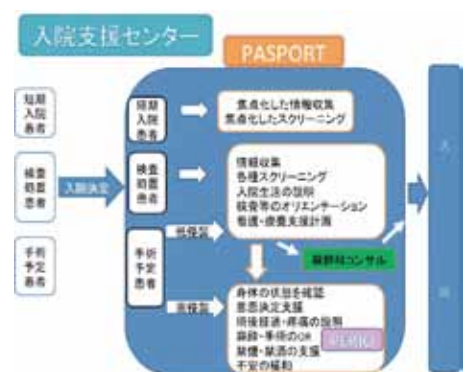 入院支援センター
PASPORT
短期
入院
患者
検査
処置
患者
手術
予定
患者
入院決定
短期
入院
患者
検査
処置
患者
手術
予定
患者
焦点化した情報収集
焦点化したスクリーニング
情報収集
各種スクリーニング
入院生活の説明
検査等のオリエンテーション
看護・療養支援計画
低侵襲
麻酔科コンサル
高侵襲
身体の状態を確認
意思決定支援
術後経過・疼痛の説明
麻酔・手術のOR
禁煙・禁酒の支援
不安の緩和
PERIO
入
院